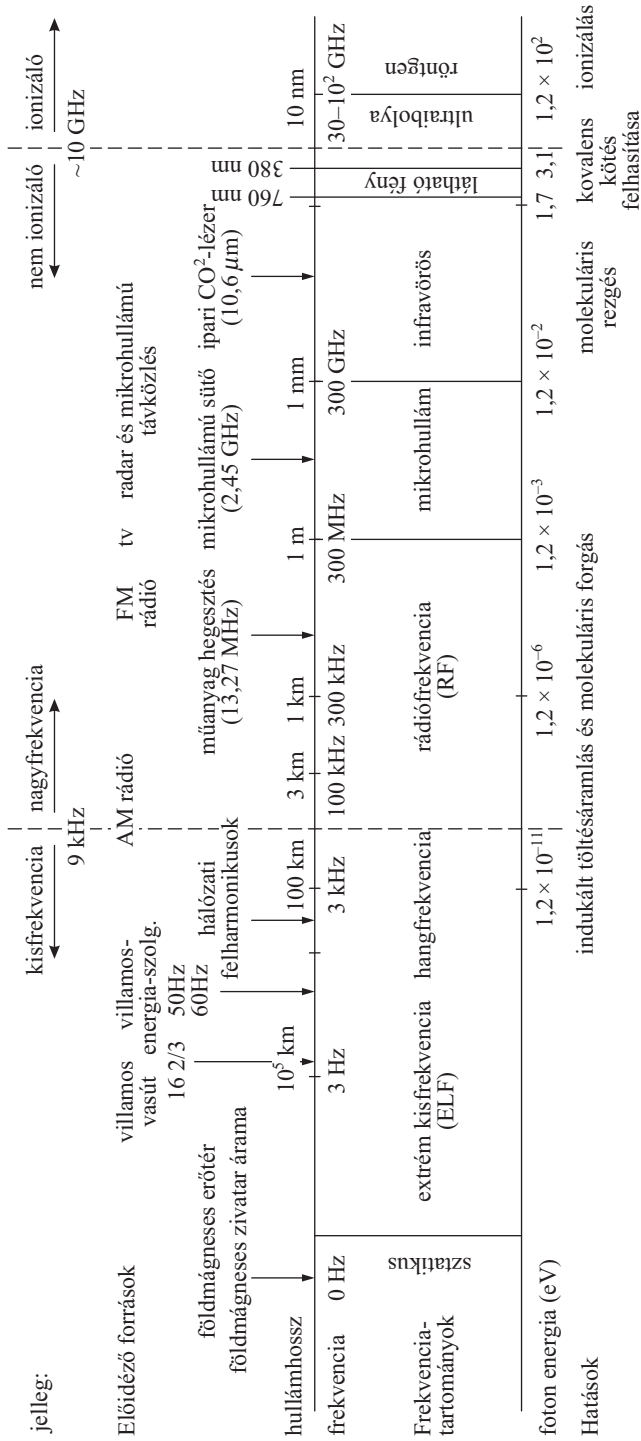 jelleg: kisfrekvencia nagyfrekvencia nem ionizáló ionizáló
9 kHz ~10 GHz
Előidéző források
villamos vasút
16 2/3
villamos-
energia-szolg.
50Hz
60Hz
AM rádió
FM
rádió
tv
radar és mikrohullámú
távközlés
földmágneses erőtér
földmágneses zivatar árama
hálózati
felharmonikusok
műanyag hegesztés
(13,27 MHz)
mikrohullámú sütő
(2,45 GHz)
ipari CO²-lézer
(10,6 µm)
hullámhossz 10⁵ km 100 km 3 km 1 km 1 m 1 mm 760 nm 380 nm 10 nm
frekvencia 0 Hz 3 Hz 3 kHz 100 kHz 300 kHz 300 MHz 300 GHz 30–10² GHz
Frekvencia-
tartományok
sztatikus
extrém kisfrekvencia
(ELF)
hangfrekvencia
rádiófrekvencia
(RF)
mikrohullám
infravörös
látható fény
ultraibolya
röntgen
foton energia (eV) 1,2 × 10⁻¹¹ 1,2 × 10⁻⁶ 1,2 × 10⁻³ 1,2 × 10⁻² 1,7 3,1 1,2 × 10²
Hatások
indukált töltésáramlás és molekuláris forgás
molekuláris
rezgés
kovalens
kötés
felhasítása
ionizálás